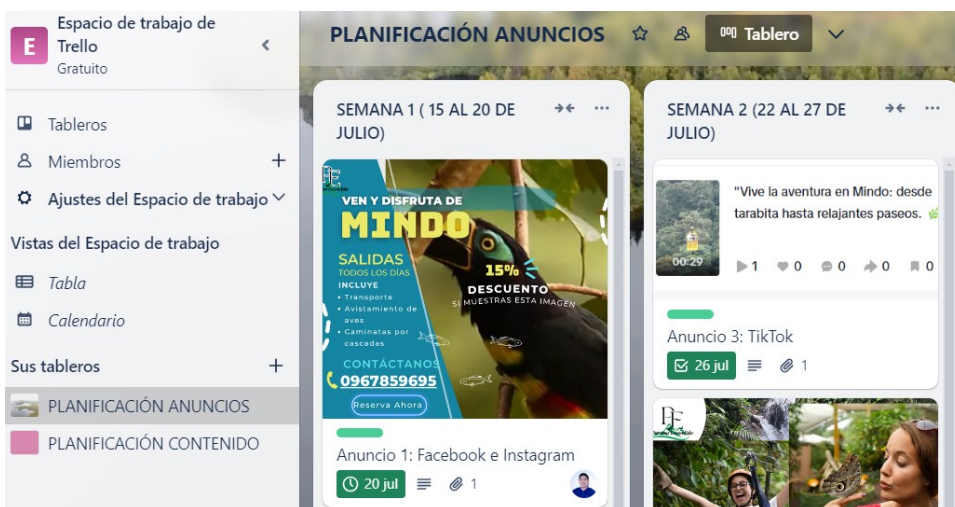 E
Espacio de trabajo de
Trello
Gratuito
Tableros
Miembros
Ajustes del Espacio de trabajo
Vistas del Espacio de trabajo
Tabla
Calendario
Sus tableros
PLANIFICACIÓN ANUNCIOS
PLANIFICACIÓN CONTENIDO
PLANIFICACIÓN ANUNCIOS
Tablero
SEMANA 1 ( 15 AL 20 DE
JULIO)
VEN Y DISFRUTA DE
MINDO
SALIDAS
TODOS LOS DÍAS
INCLUYE
• Transporte
• Avistamiento de
aves
• Caminatas por
cascadas
15%
DESCUENTO
SI MUESTRAS ESTA IMAGEN
CONTÁCTANOS
0967859695
Reserva Ahora
Anuncio 1: Facebook e Instagram
20 jul
1
SEMANA 2 (22 AL 27 DE
JULIO)
"Vive la aventura en Mindo: desde
tarabita hasta relajantes paseos.
00:29
1 0 0 0 0
Anuncio 3: TikTok
26 jul
1